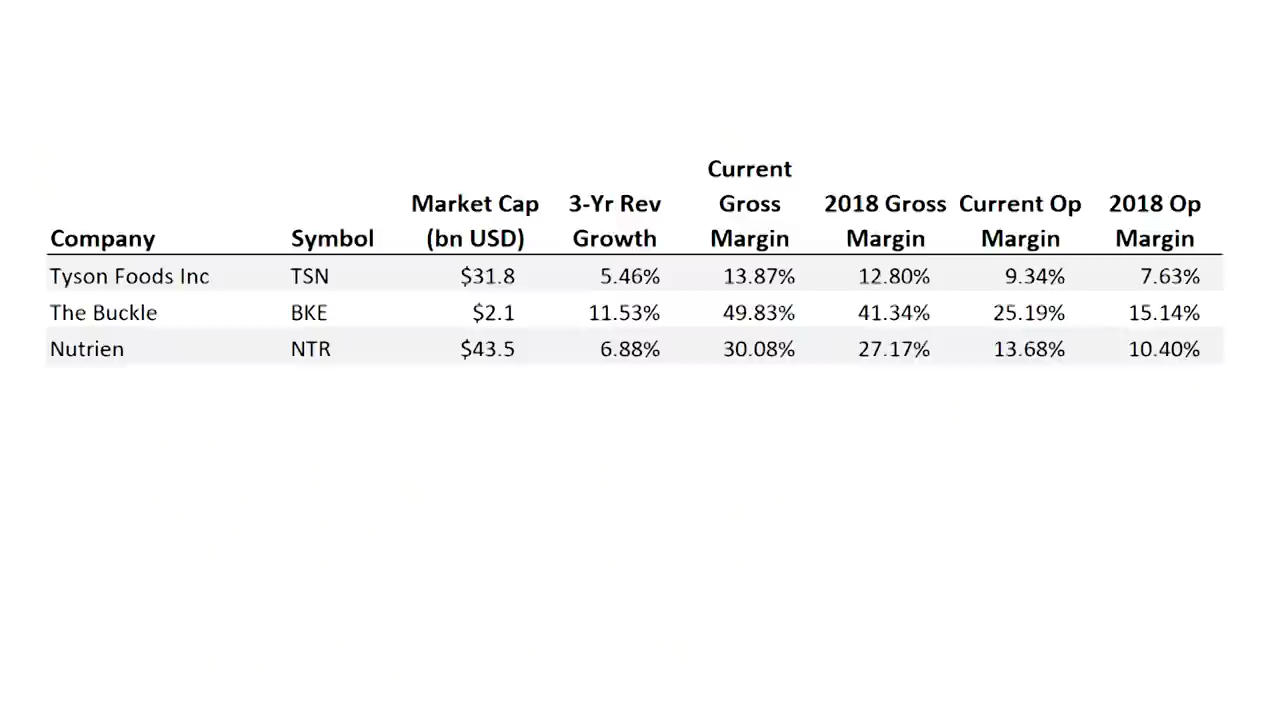 Current
Market Cap 3-Yr Rev Gross 2018 Gross Current Op 2018 Op
Company Symbol (bn USD) Growth Margin Margin Margin Margin
Tyson Foods Inc TSN $31.8 5.46% 13.87% 12.80% 9.34% 7.63%
The Buckle BKE $2.1 11.53% 49.83% 41.34% 25.19% 15.14%
Nutrien NTR $43.5 6.88% 30.08% 27.17% 13.68% 10.40%